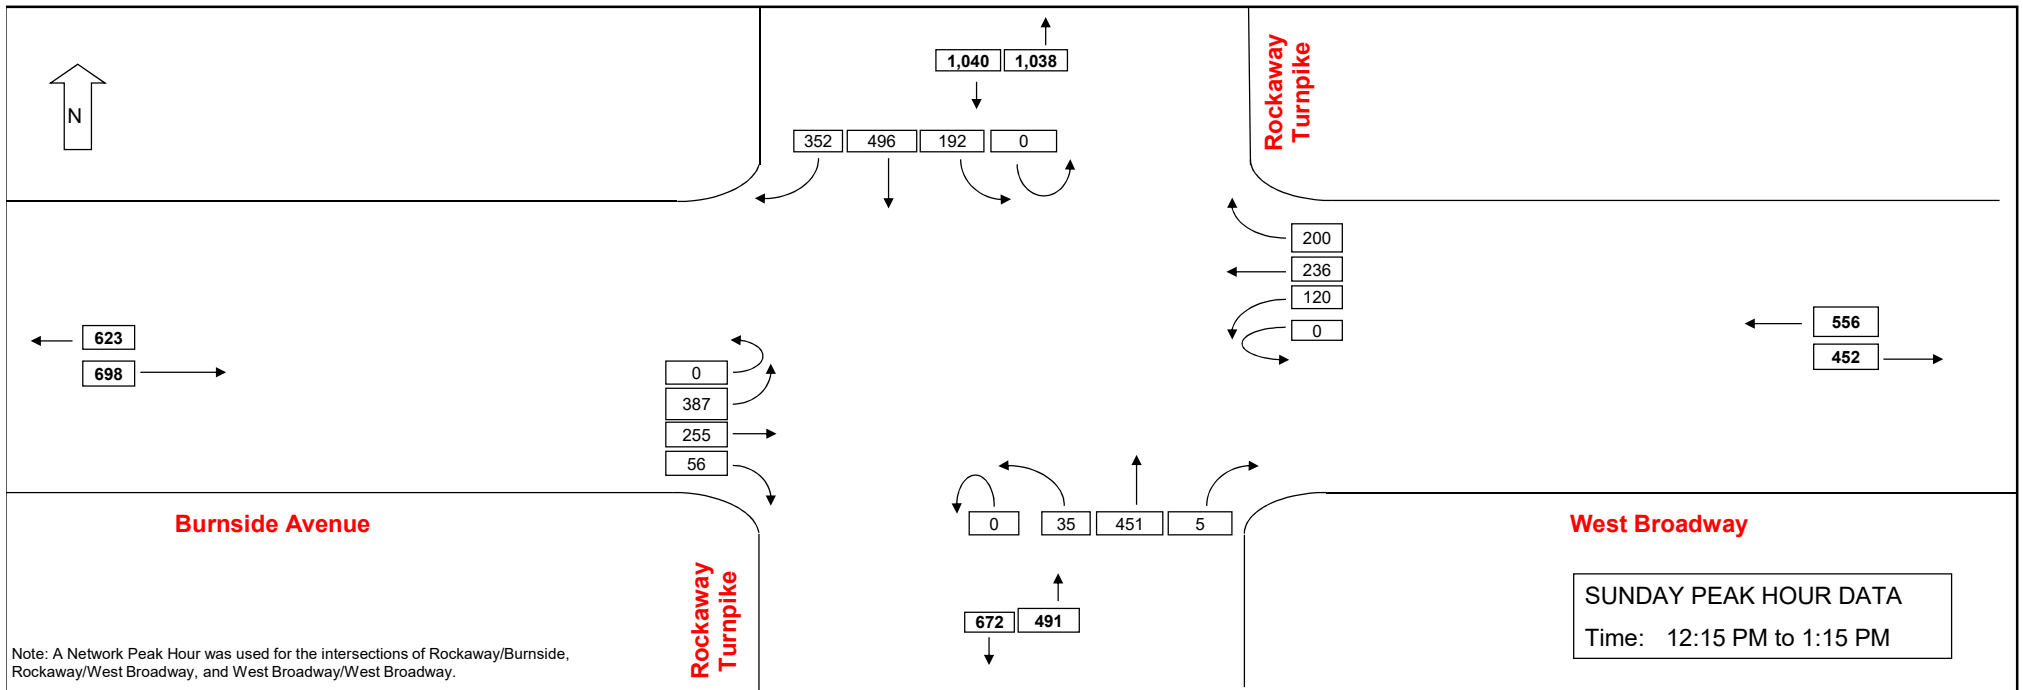 1,040 1,038
Rockaway
Turnpike
N
352 496 192 0
200
236
120
0
623
698
556
452
0
387
255
56
0 35 451 5
Burnside Avenue
West Broadway
Rockaway
Turnpike
672 491
SUNDAY PEAK HOUR DATA
Time: 12:15 PM to 1:15 PM
Note: A Network Peak Hour was used for the intersections of Rockaway/Burnside,
Rockaway/West Broadway, and West Broadway/West Broadway.